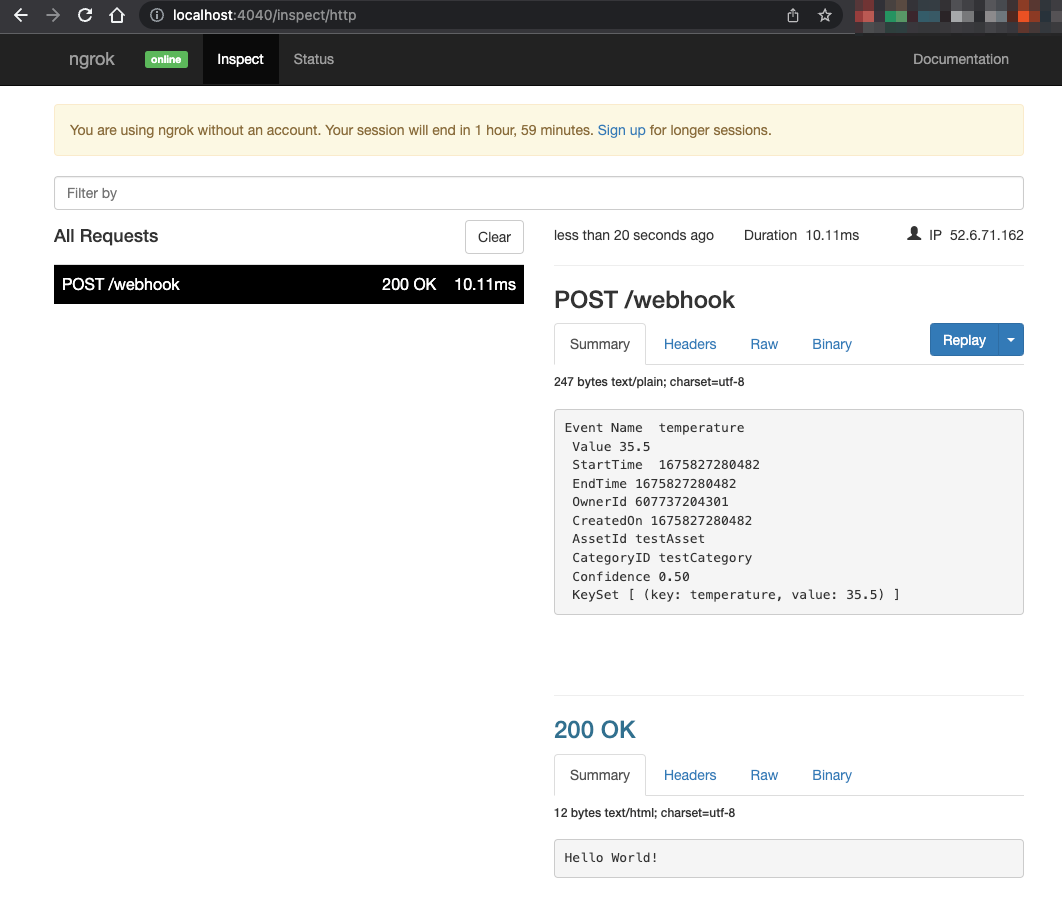 localhost:4040/inspect/http
ngrok online Inspect Status Documentation
You are using ngrok without an account. Your session will end in 1 hour, 59 minutes. Sign up for longer sessions.
Filter by
All Requests Clear
POST /webhook 200 OK 10.11ms
less than 20 seconds ago Duration 10.11ms IP 52.6.71.162
POST /webhook
Summary Headers Raw Binary Replay
247 bytes text/plain; charset=utf-8
Event Name  temperature
Value 35.5
StartTime  1675827280482
EndTime 1675827280482
OwnerId 607737204301
CreatedOn 1675827280482
AssetId testAsset
CategoryID testCategory
Confidence 0.50
KeySet [ (key: temperature, value: 35.5) ]
200 OK
Summary Headers Raw Binary
12 bytes text/html; charset=utf-8
Hello World!